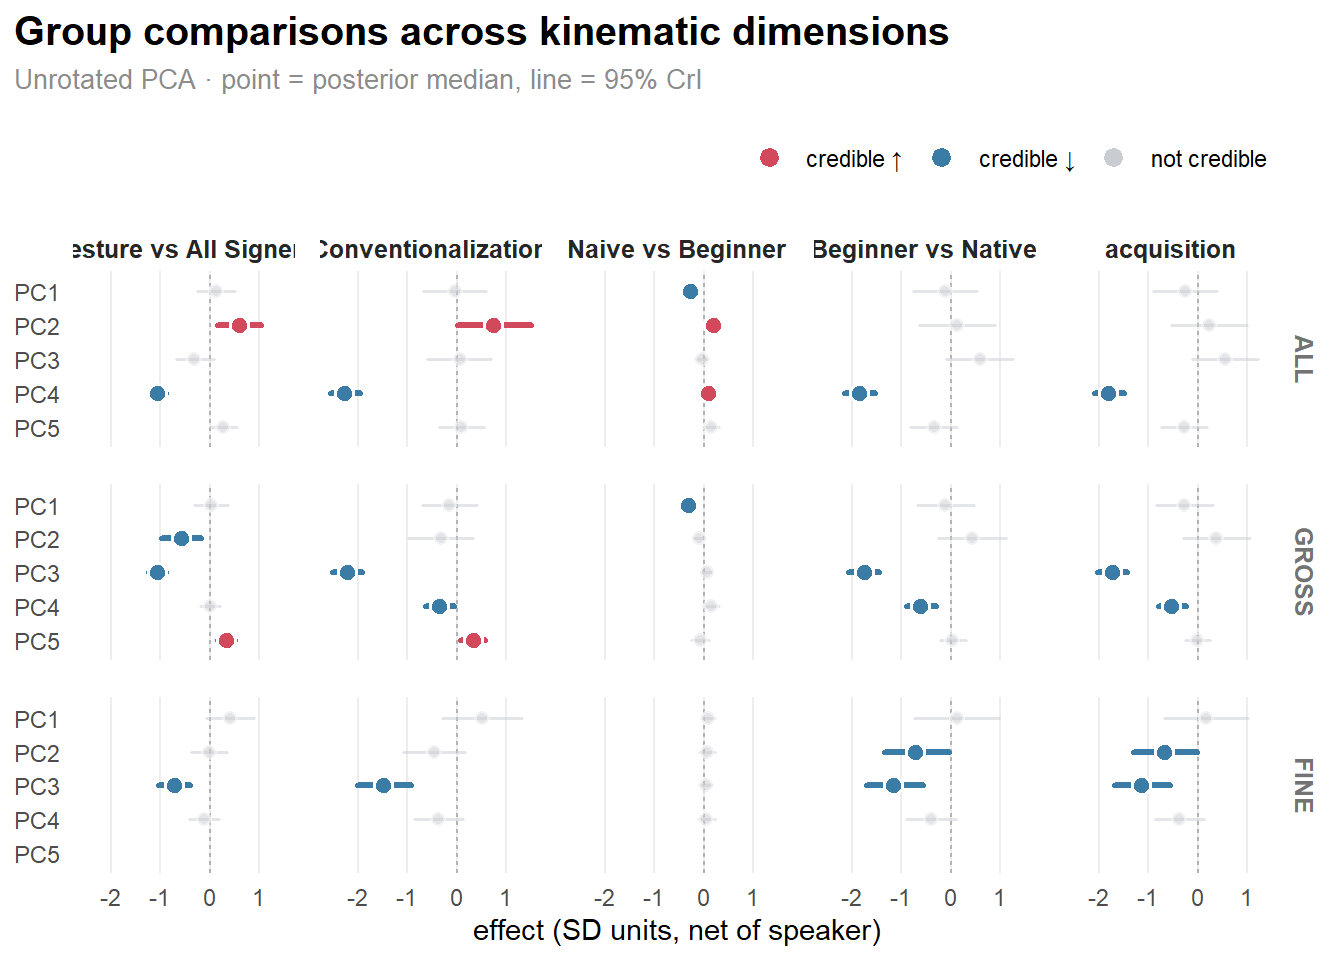 Group comparisons across kinematic dimensions
Unrotated PCA · point = posterior median, line = 95% CrI
credible ↑ credible ↓ not credible
esture vs All Signer Conventionalization Naive vs Beginner Beginner vs Native acquisition
PC1
PC2
PC3
PC4
PC5
ALL
PC1
PC2
PC3
PC4
PC5
GROSS
PC1
PC2
PC3
PC4
PC5
FINE
-2 -1 0 1 -2 -1 0 1 -2 -1 0 1 -2 -1 0 1 -2 -1 0 1
effect (SD units, net of speaker)